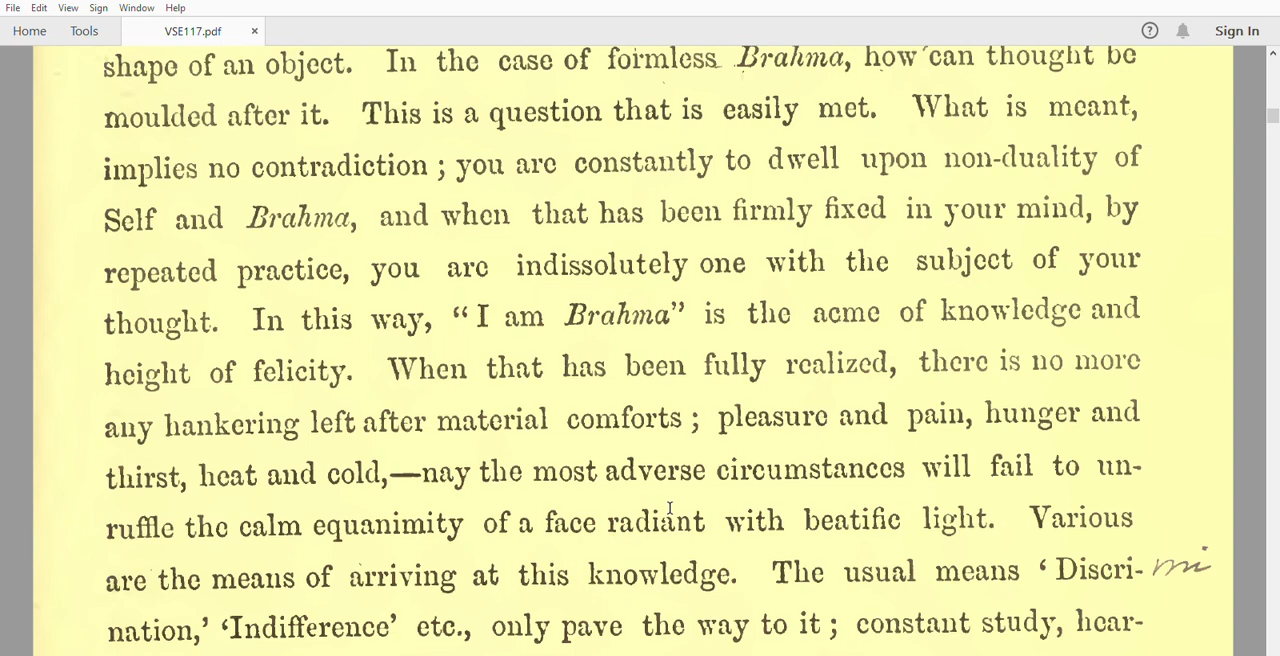 File Edit View Sign Window Help
Home Tools VSE117.pdf × ? Sign In
shape of an object. In the case of formless Brahma, how can thought be
moulded after it. This is a question that is easily met. What is meant,
implies no contradiction ; you are constantly to dwell upon non-duality of
Self and Brahma, and when that has been firmly fixed in your mind, by
repeated practice, you are indissolutely one with the subject of your
thought. In this way, “I am Brahma” is the acme of knowledge and
height of felicity. When that has been fully realized, there is no more
any hankering left after material comforts ; pleasure and pain, hunger and
thirst, heat and cold,—nay the most adverse circumstances will fail to un-
ruffle the calm equanimity of a face radiant with beatific light. Various
are the means of arriving at this knowledge. The usual means ‘ Discri- mi
nation,’ ‘Indifference’ etc., only pave the way to it ; constant study, hear-